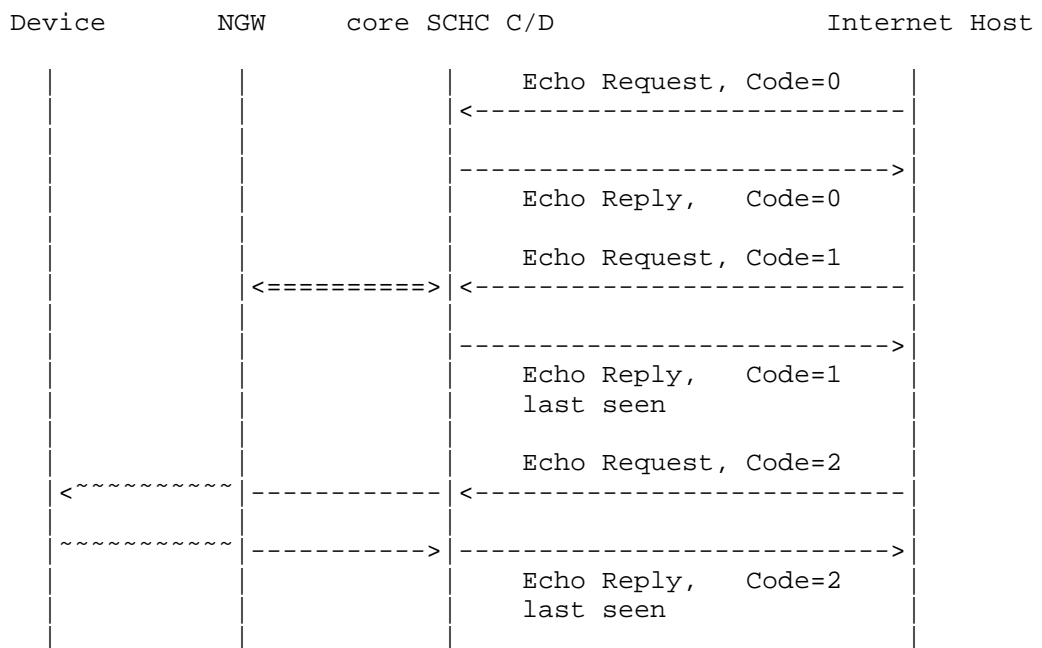 Device NGW core SCHC C/D Internet Host
Echo Request, Code=0
Echo Reply, Code=0
Echo Request, Code=1
Echo Reply, Code=1
last seen
Echo Request, Code=2
Echo Reply, Code=2
last seen